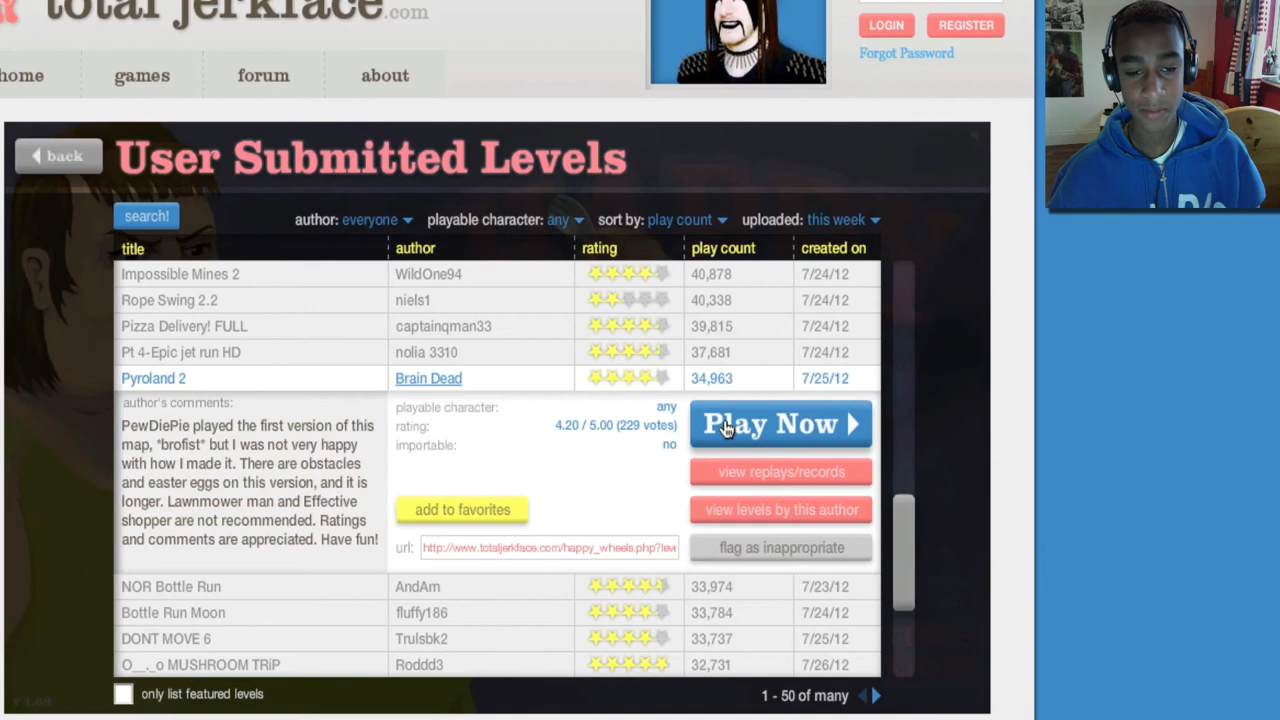 total jerkface.com
LOGIN
REGISTER
Forgot Password
home
games
forum
about
back
User Submitted Levels
search!
author: everyone
playable character: any
sort by: play count
uploaded: this week
title
author
rating
play count
created on
Impossible Mines 2
WildOne94
40,878
7/24/12
Rope Swing 2.2
niels1
40,338
7/24/12
Pizza Delivery! FULL
captainqman33
39,815
7/24/12
Pt 4-Epic jet run HD
nolia 3310
37,681
7/24/12
Pyroland 2
Brain Dead
34,963
7/25/12
author's comments:
PewDiePie played the first version of this
map, *brofist* but I was not very happy
with how I made it. There are obstacles
and easter eggs on this version, and it is
longer. Lawnmower man and Effective
shopper are not recommended. Ratings
and comments are appreciated. Have fun!
playable character:
any
rating:
4.20 / 5.00 (229 votes)
importable:
no
add to favorites
url:
http://www.totaljerkface.com/happy_wheels.php?leve
Play Now
view replays/records
view levels by this author
flag as inappropriate
NOR Bottle Run
AndAm
33,974
7/23/12
Bottle Run Moon
fluffy186
33,784
7/24/12
DONT MOVE 6
Trulsbk2
33,737
7/25/12
O__._o MUSHROOM TRiP
Roddd3
32,731
7/26/12
only list featured levels
1 - 50 of many